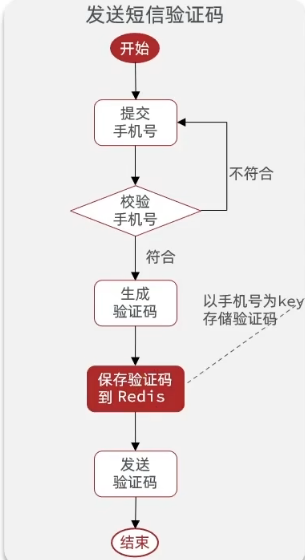 发送短信验证码
开始
提交
手机号
不符合
校验
手机号
符合
生成
验证码
以手机号为key
存储验证码
保存验证码
到 Redis
发送
验证码
结束